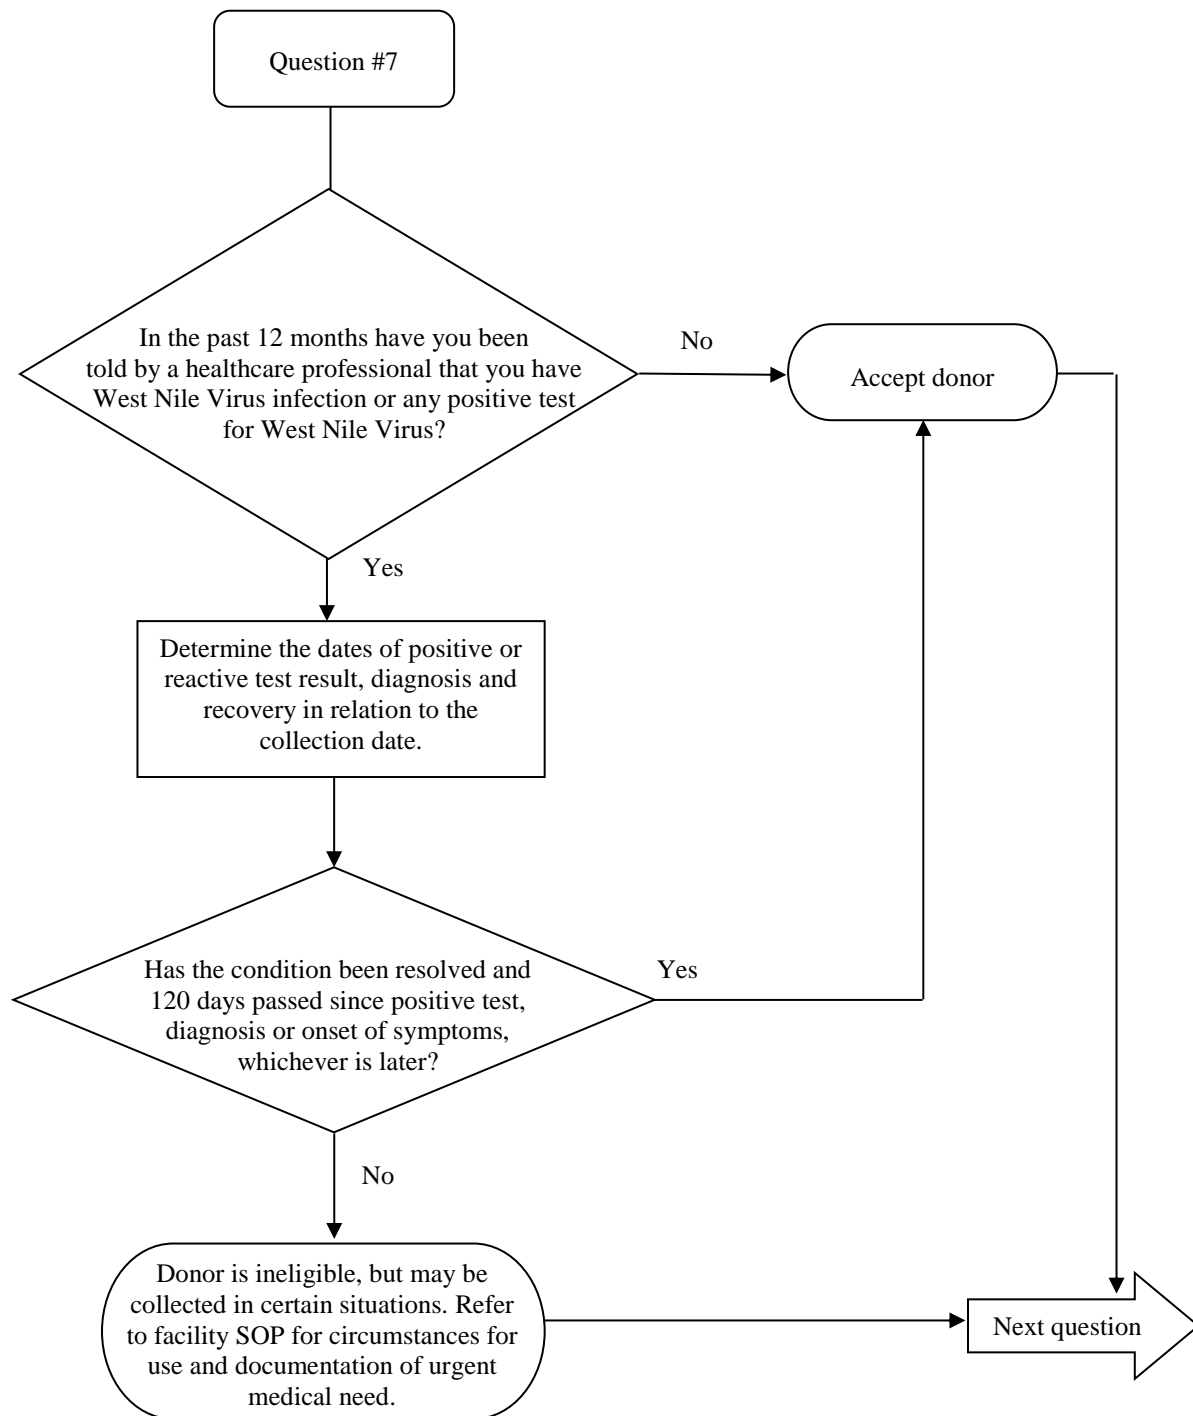 Question #7
In the past 12 months have you been
told by a healthcare professional that you have
West Nile Virus infection or any positive test
for West Nile Virus?
No
Accept donor
Yes
Determine the dates of positive or
reactive test result, diagnosis and
recovery in relation to the
collection date.
Has the condition been resolved and
120 days passed since positive test,
diagnosis or onset of symptoms,
whichever is later?
Yes
No
Donor is ineligible, but may be
collected in certain situations. Refer
to facility SOP for circumstances for
use and documentation of urgent
medical need.
Next question